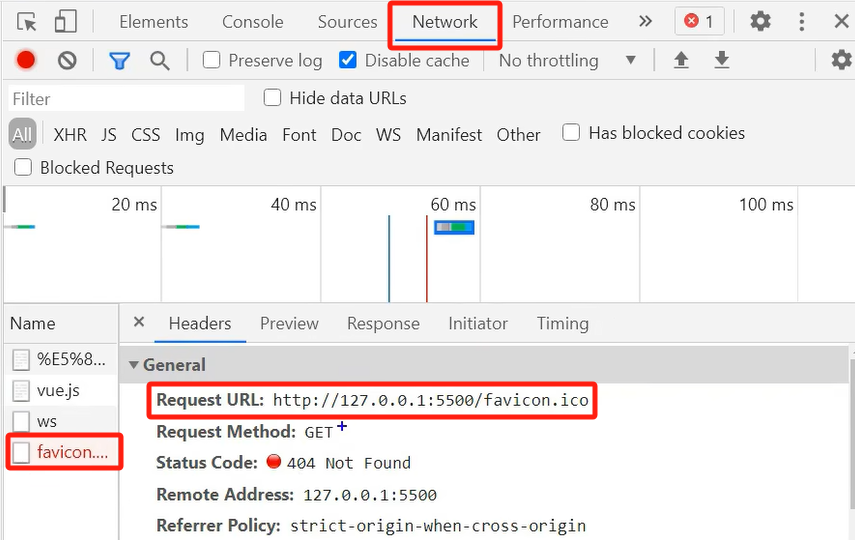 Elements Console Sources Network Performance » 1
Preserve log Disable cache No throttling
Filter Hide data URLs
All XHR JS CSS Img Media Font Doc WS Manifest Other Has blocked cookies
Blocked Requests
20 ms 40 ms 60 ms 80 ms 100 ms
Name × Headers Preview Response Initiator Timing
%E5%8... General
vue.js Request URL: http://127.0.0.1:5500/favicon.ico
ws Request Method: GET
favicon.... Status Code: 404 Not Found
Remote Address: 127.0.0.1:5500
Referrer Policy: strict-origin-when-cross-origin